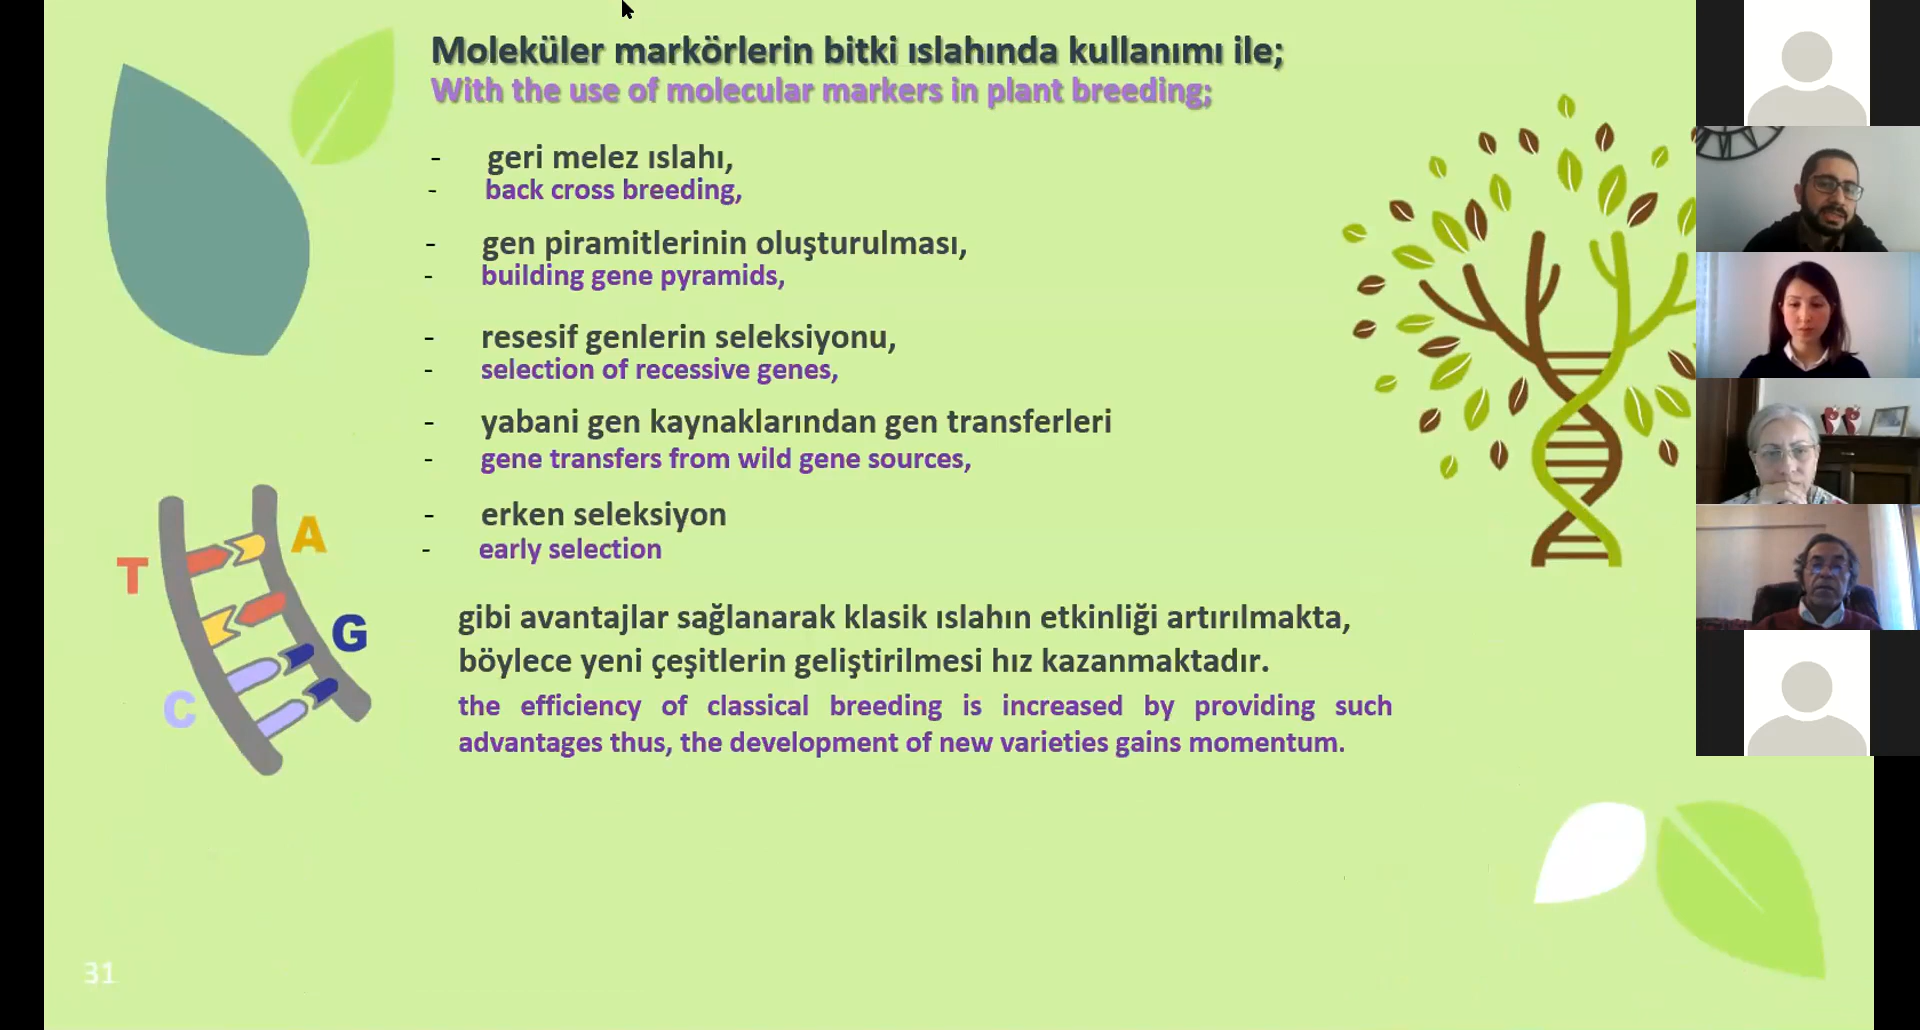 Moleküler markörlerin bitki ıslahında kullanımı ile;
With the use of molecular markers in plant breeding;
- geri melez ıslahı,
- back cross breeding,
- gen piramitlerinin oluşturulması,
- building gene pyramids,
- resesif genlerin seleksiyonu,
- selection of recessive genes,
- yabani gen kaynaklarından gen transferleri
- gene transfers from wild gene sources,
- erken seleksiyon
- early selection
T
A
G
C
gibi avantajlar sağlanarak klasik ıslahın etkinliği artırılmakta,
böylece yeni çeşitlerin geliştirilmesi hız kazanmaktadır.
the efficiency of classical breeding is increased by providing such
advantages thus, the development of new varieties gains momentum.
31